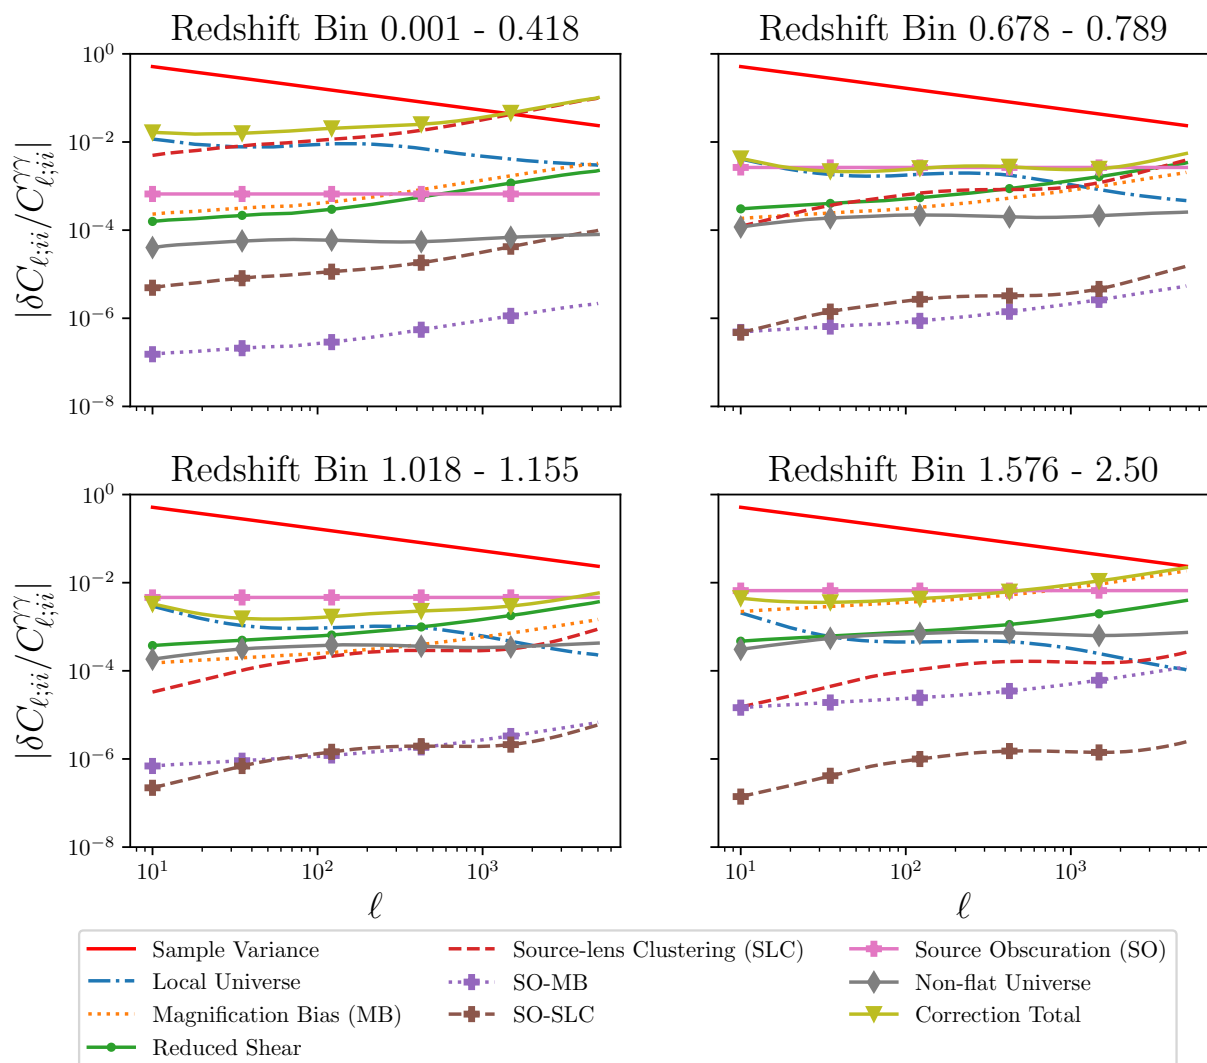 Redshift Bin 0.001 - 0.418
Redshift Bin 0.678 - 0.789
10^0
10^{-2}
10^{-4}
10^{-6}
10^{-8}
|δC_{ℓ;ii}/C^{γγ}_{ℓ;ii}|
Redshift Bin 1.018 - 1.155
Redshift Bin 1.576 - 2.50
10^0
10^{-2}
10^{-4}
10^{-6}
10^{-8}
|δC_{ℓ;ii}/C^{γγ}_{ℓ;ii}|
10^1 10^2 10^3
10^1 10^2 10^3
ℓ
ℓ
Sample Variance
Local Universe
Magnification Bias (MB)
Reduced Shear
Source-lens Clustering (SLC)
SO-MB
SO-SLC
Source Obscuration (SO)
Non-flat Universe
Correction Total